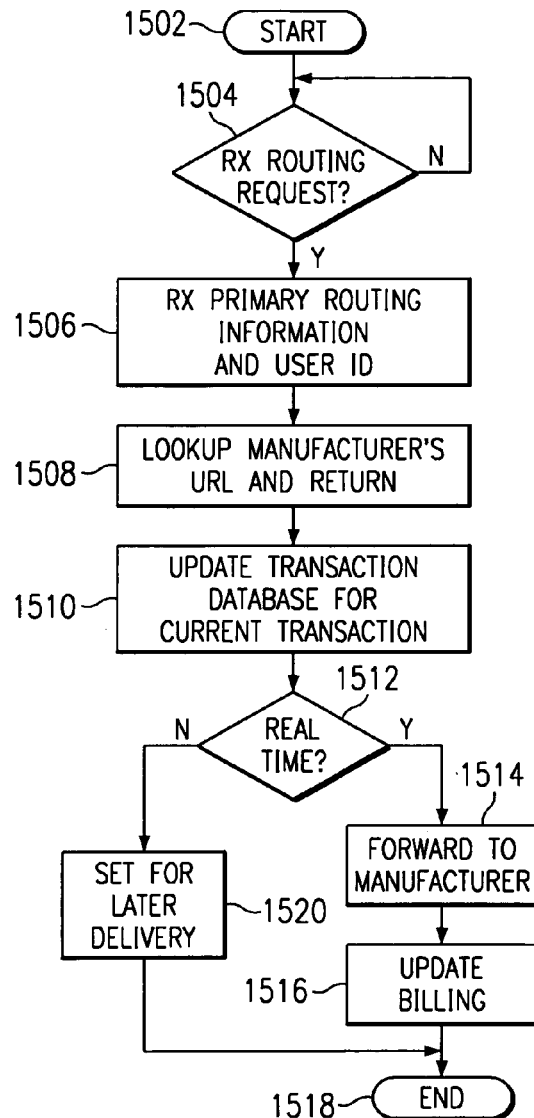 1502
START
1504
RX ROUTING
REQUEST?
N
Y
1506
RX PRIMARY ROUTING
INFORMATION
AND USER ID
1508
LOOKUP MANUFACTURER'S
URL AND RETURN
1510
UPDATE TRANSACTION
DATABASE FOR
CURRENT TRANSACTION
1512
N
REAL
TIME?
Y
1514
FORWARD TO
MANUFACTURER
SET FOR
LATER
DELIVERY
1520
1516
UPDATE
BILLING
1518
END